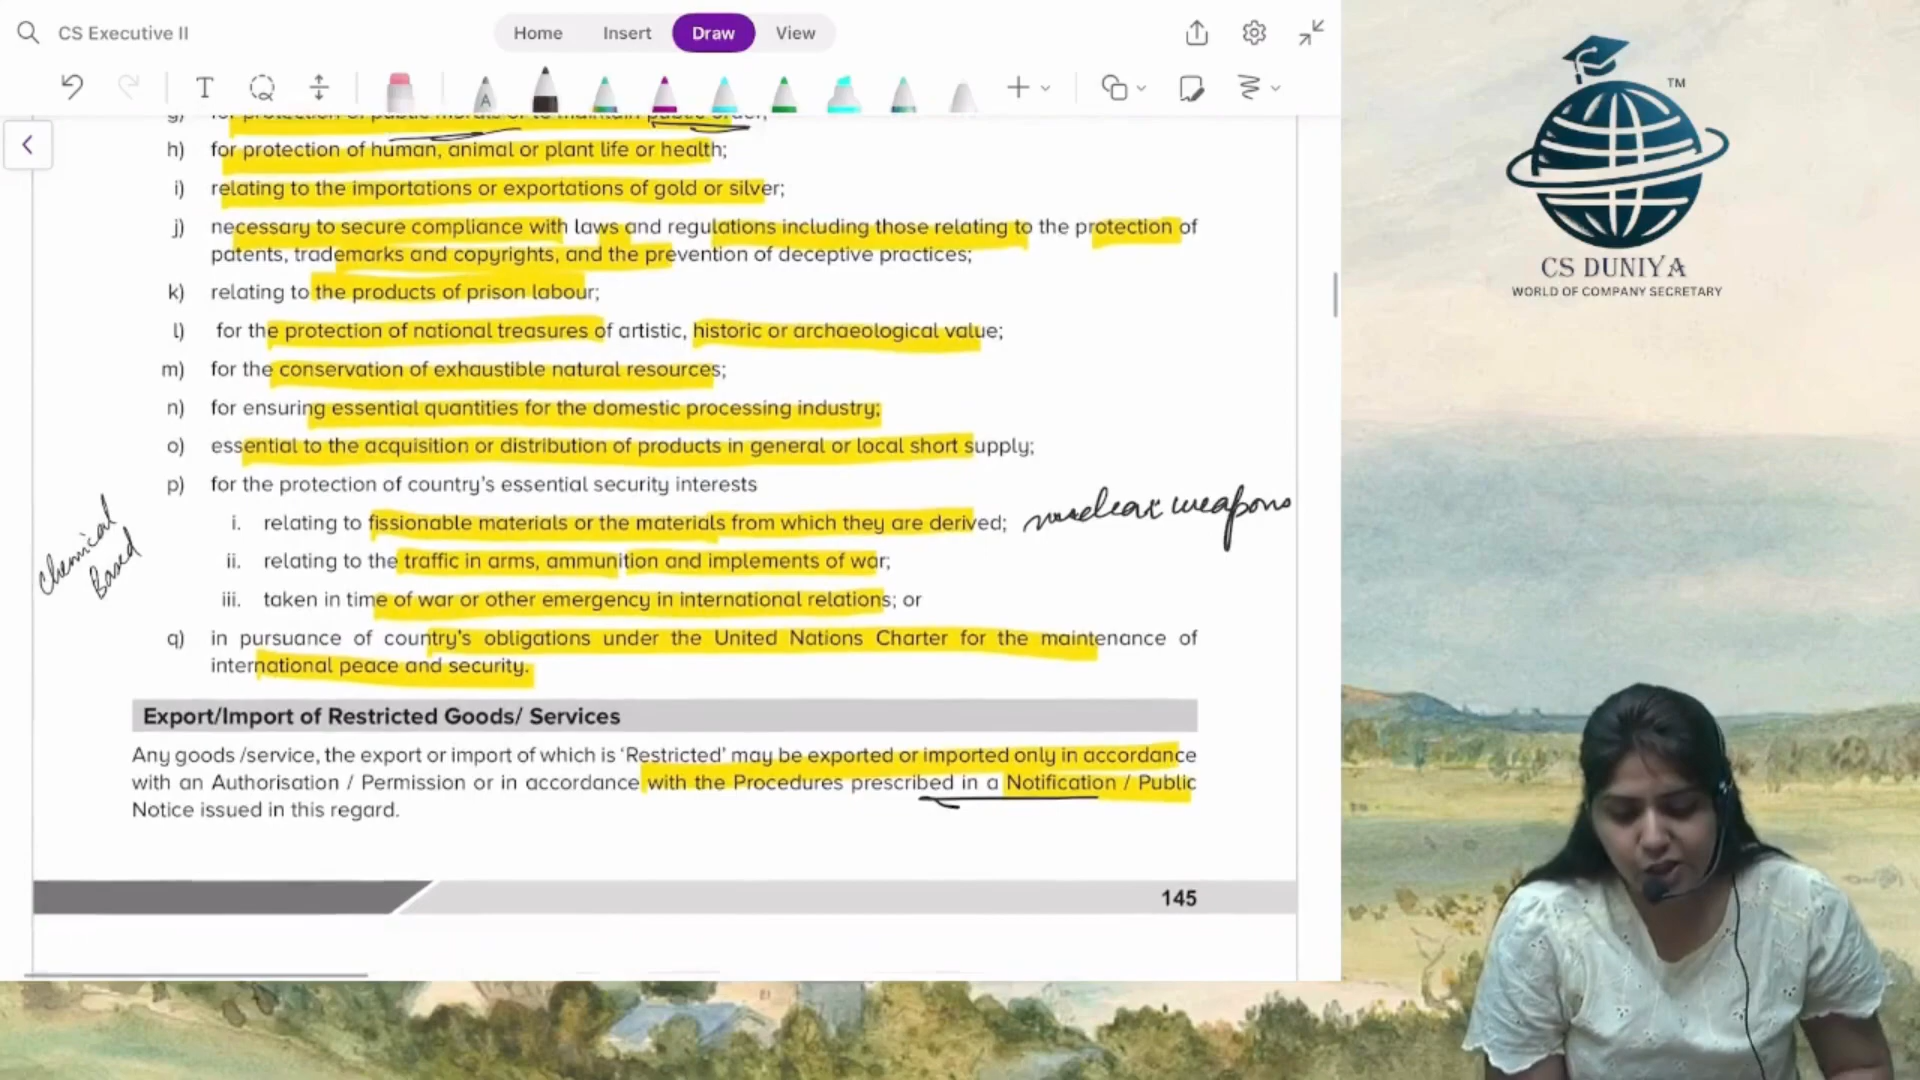 CS Executive II
Home Insert Draw View
TM
CS DUNIYA
WORLD OF COMPANY SECRETARY
g) for protection of public morals or to maintain public order;
h) for protection of human, animal or plant life or health;
i) relating to the importations or exportations of gold or silver;
j) necessary to secure compliance with laws and regulations including those relating to the protection of
patents, trademarks and copyrights, and the prevention of deceptive practices;
k) relating to the products of prison labour;
l) for the protection of national treasures of artistic, historic or archaeological value;
m) for the conservation of exhaustible natural resources;
n) for ensuring essential quantities for the domestic processing industry;
o) essential to the acquisition or distribution of products in general or local short supply;
p) for the protection of country's essential security interests
i. relating to fissionable materials or the materials from which they are derived; nuclear weapons
ii. relating to the traffic in arms, ammunition and implements of war;
Chemical
Based
iii. taken in time of war or other emergency in international relations; or
q) in pursuance of country's obligations under the United Nations Charter for the maintenance of
international peace and security.
Export/Import of Restricted Goods/ Services
Any goods /service, the export or import of which is 'Restricted' may be exported or imported only in accordance
with an Authorisation / Permission or in accordance with the Procedures prescribed in a Notification / Public
Notice issued in this regard.
145